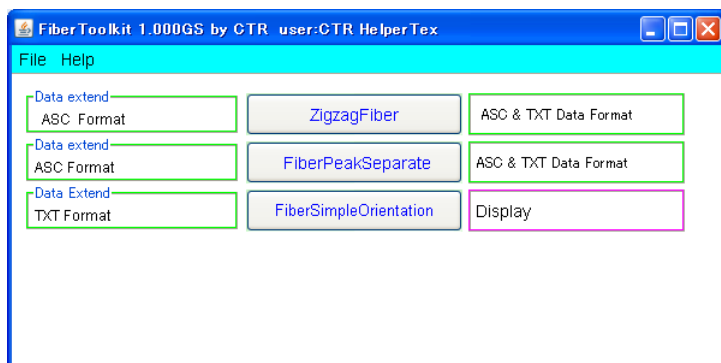 FiberToolkit 1.000GS by CTR user:CTR HelperTex
File Help
Data extend
ASC Format
ZigzagFiber
ASC & TXT Data Format
Data extend
ASC Format
FiberPeakSeparate
ASC & TXT Data Format
Data Extend
TXT Format
FiberSimpleOrientation
Display